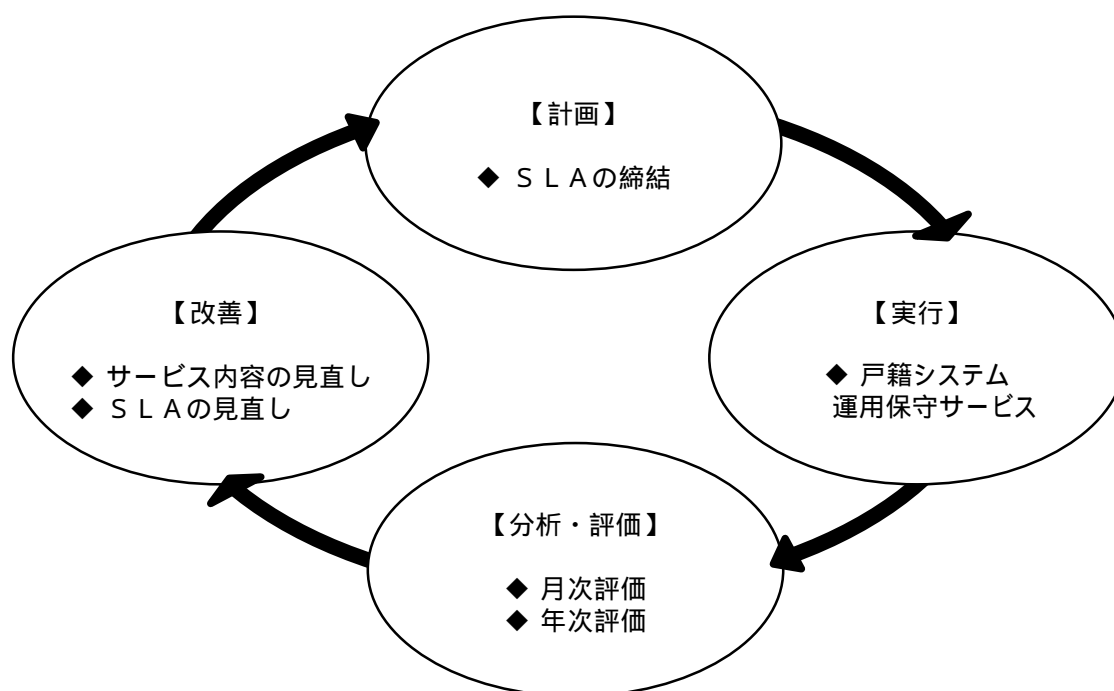 【計画】
◆ ＳＬＡの締結
【改善】
◆ サービス内容の見直し
◆ ＳＬＡの見直し
【実行】
◆ 戸籍システム
運用保守サービス
【分析・評価】
◆ 月次評価
◆ 年次評価